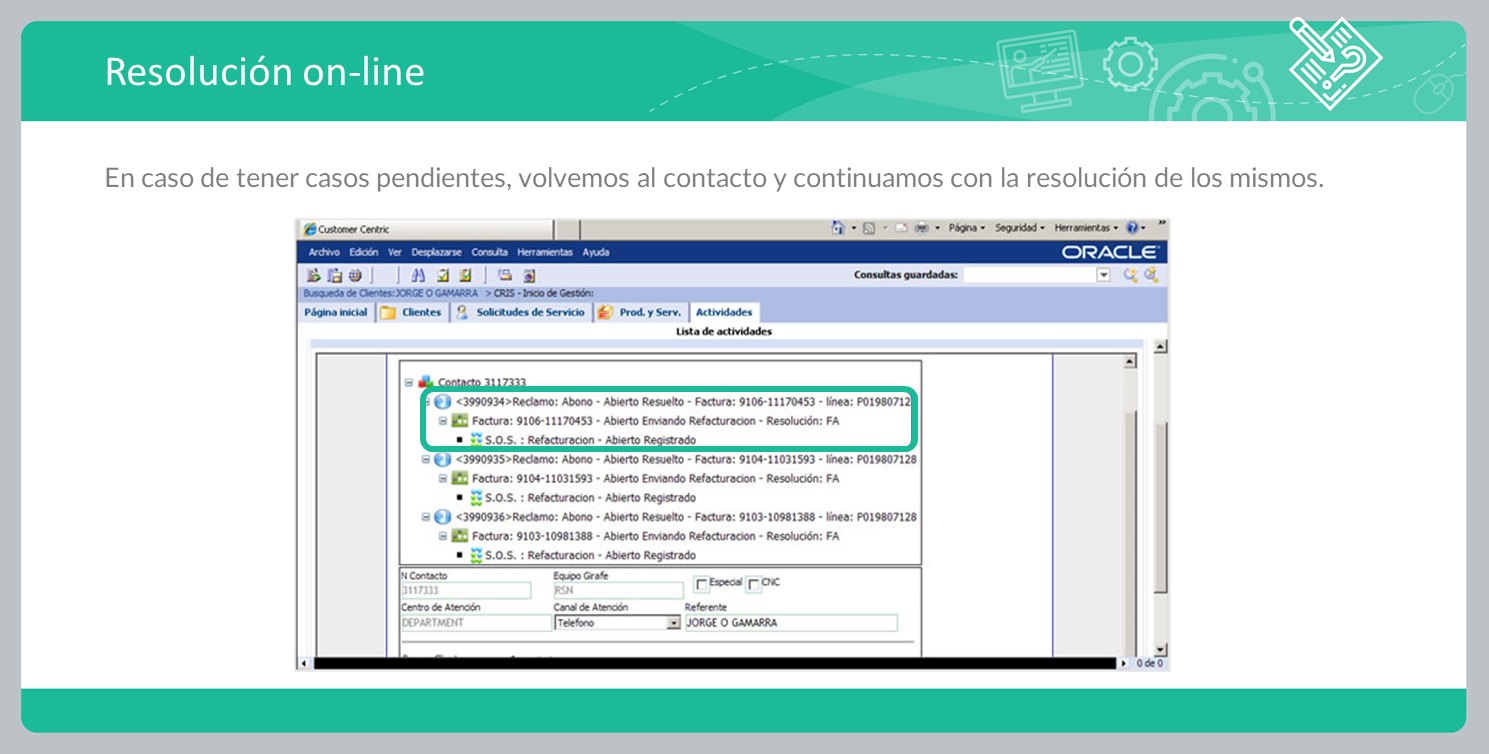 Resolución on-line
En caso de tener casos pendientes, volvemos al contacto y continuamos con la resolución de los mismos.
Customer Centric
Página Seguridad Herramientas
Archivo Edición Ver Desplazarse Consulta Herramientas Ayuda
ORACLE
Consultas guardadas:
Busqueda de Clientes:JORGE O GAMARRA > CRIS - Inicio de Gestión:
Página inicial Clientes Solicitudes de Servicio Prod. y Serv. Actividades
Lista de actividades
Contacto 3117333
<3990934>Reclamo: Abono - Abierto Resuelto - Factura: 9106-11170453 - línea: P01980712
Factura: 9106-11170453 - Abierto Enviando Refacturacion - Resolución: FA
S.O.S. : Refacturacion - Abierto Registrado
<3990935>Reclamo: Abono - Abierto Resuelto - Factura: 9104-11031593 - línea: P019807128
Factura: 9104-11031593 - Abierto Enviando Refacturacion - Resolución: FA
S.O.S. : Refacturacion - Abierto Registrado
<3990936>Reclamo: Abono - Abierto Resuelto - Factura: 9103-10981388 - línea: P019807128
Factura: 9103-10981388 - Abierto Enviando Refacturacion - Resolución: FA
S.O.S. : Refacturacion - Abierto Registrado
N Contacto Equipo Girafe
3117333 RSN Especial CNC
Centro de Atención Canal de Atención Referente
DEPARTMENT Telefono JORGE O GAMARRA
0 de 0